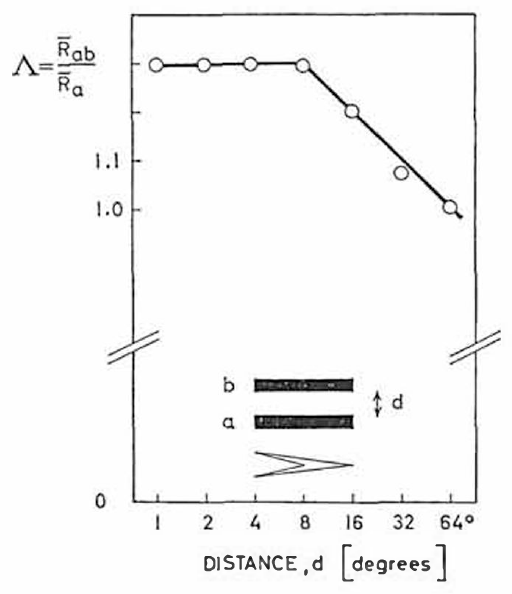 Λ = R̅ab / R̅a
1.1
1.0
b
d
a
0
1 2 4 8 16 32 64°
DISTANCE, d [degrees]